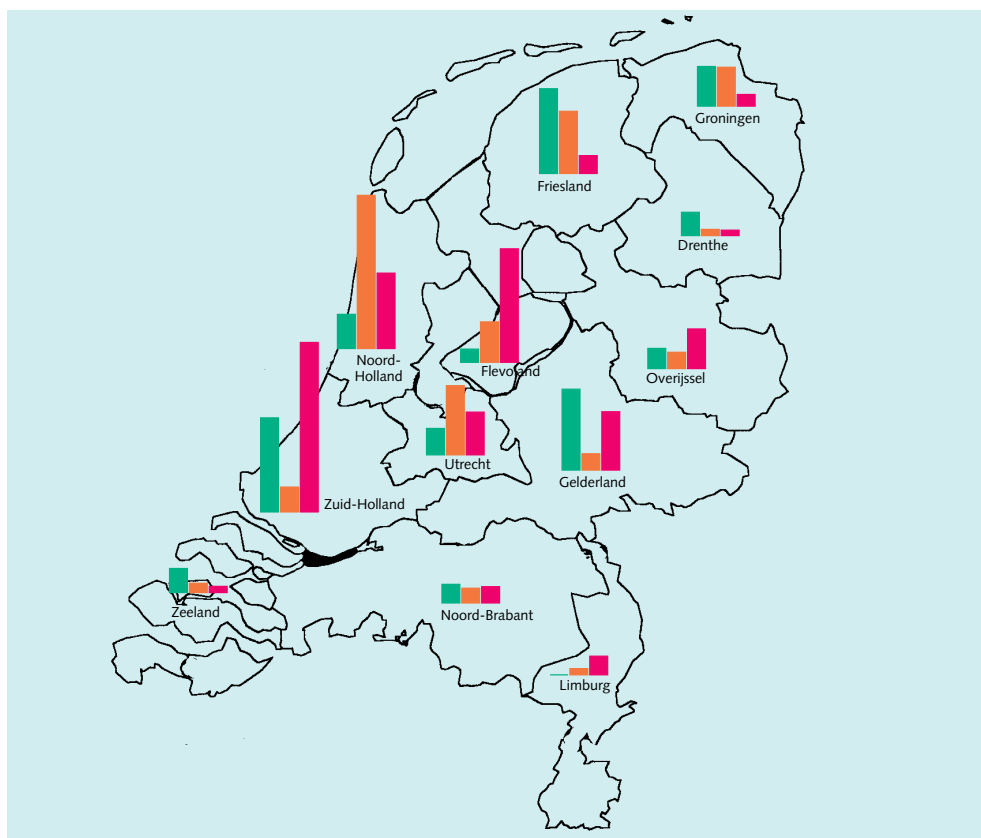 Groningen
Friesland
Drenthe
Noord-
Holland
Flevoland
Overijssel
Utrecht
Gelderland
Zuid-Holland
Zeeland
Noord-Brabant
Limburg